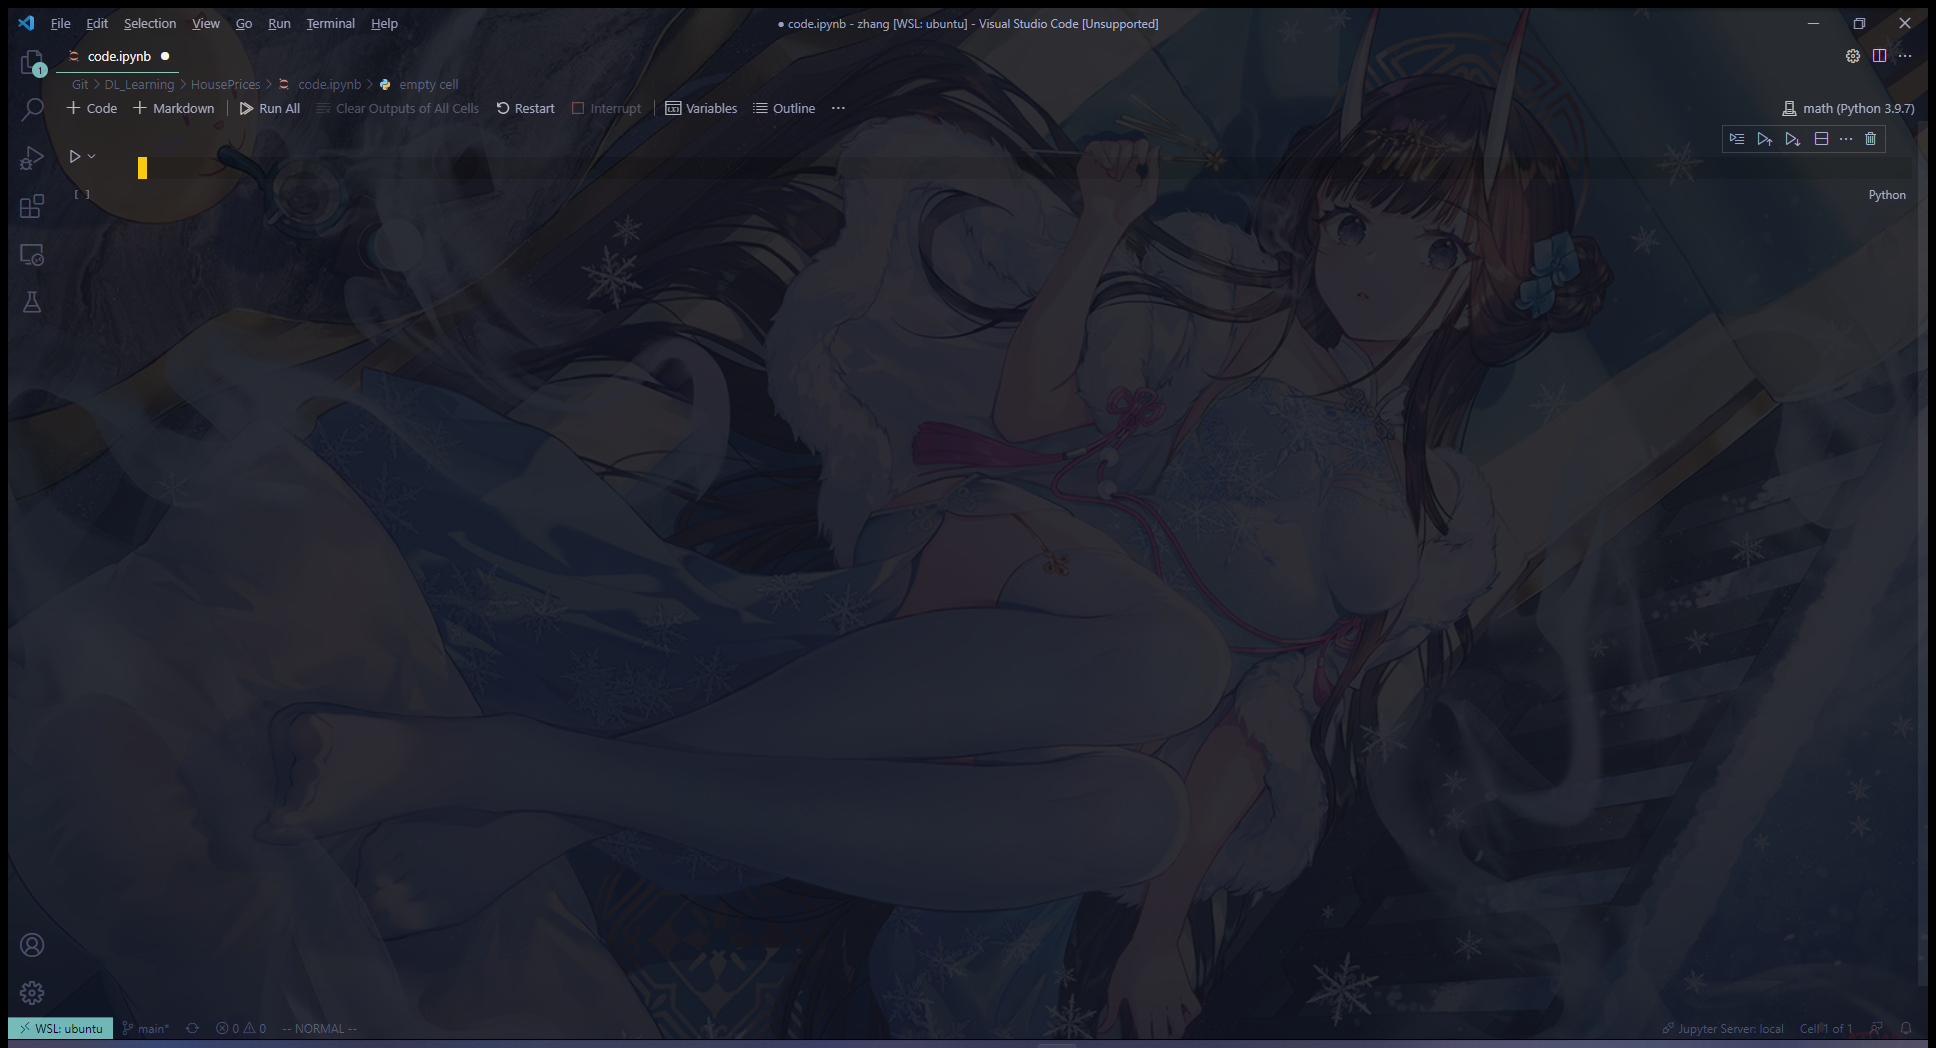 File Edit Selection View Go Run Terminal Help
● code.ipynb - zhang [WSL: ubuntu] - Visual Studio Code [Unsupported]
1
code.ipynb ●
Git > DL_Learning > HousePrices > code.ipynb > empty cell
+ Code + Markdown | Run All Clear Outputs of All Cells Restart Interrupt | Variables Outline ···
math (Python 3.9.7)
[ ]
Python
WSL: ubuntu main* 0 0 -- NORMAL --
Jupyter Server: local Cell 1 of 1